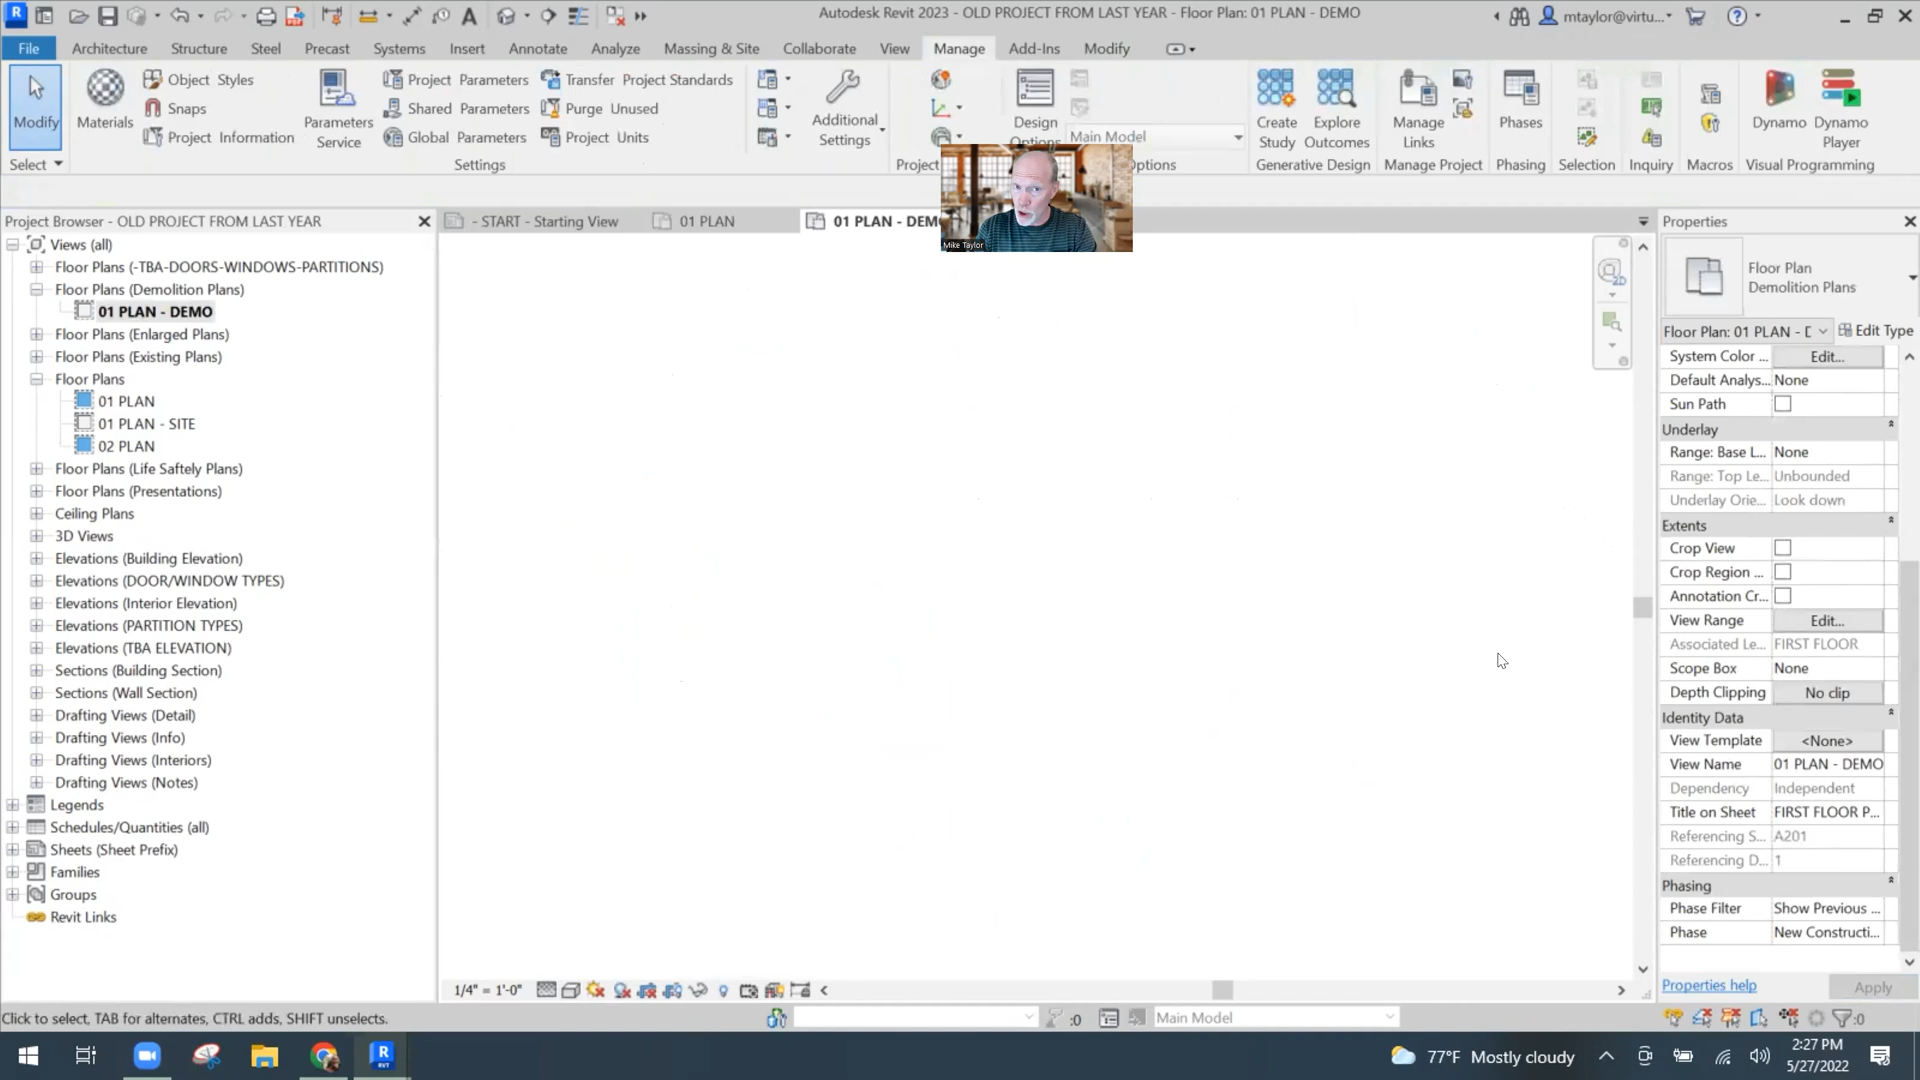 Autodesk Revit 2023 - OLD PROJECT FROM LAST YEAR - Floor Plan: 01 PLAN - DEMO
mtaylor@virtu...
File Architecture Structure Steel Precast Systems Insert Annotate Analyze Massing & Site Collaborate View Manage Add-Ins Modify
Modify
Select
Materials
Object Styles
Snaps
Project Information
Parameters Service
Project Parameters
Shared Parameters
Global Parameters
Transfer Project Standards
Purge Unused
Project Units
Settings
Additional Settings
Project
Design Options
Main Model
ptions
Create Study
Explore Outcomes
Generative Design
Manage Links
Manage Project
Phases
Phasing
Selection
Inquiry
Macros
Dynamo
Dynamo Player
Visual Programming
Mike Taylor
Project Browser - OLD PROJECT FROM LAST YEAR
- START - Starting View
01 PLAN
01 PLAN - DEM
Views (all)
Floor Plans (-TBA-DOORS-WINDOWS-PARTITIONS)
Floor Plans (Demolition Plans)
01 PLAN - DEMO
Floor Plans (Enlarged Plans)
Floor Plans (Existing Plans)
Floor Plans
01 PLAN
01 PLAN - SITE
02 PLAN
Floor Plans (Life Saftely Plans)
Floor Plans (Presentations)
Ceiling Plans
3D Views
Elevations (Building Elevation)
Elevations (DOOR/WINDOW TYPES)
Elevations (Interior Elevation)
Elevations (PARTITION TYPES)
Elevations (TBA ELEVATION)
Sections (Building Section)
Sections (Wall Section)
Drafting Views (Detail)
Drafting Views (Info)
Drafting Views (Interiors)
Drafting Views (Notes)
Legends
Schedules/Quantities (all)
Sheets (Sheet Prefix)
Families
Groups
Revit Links
2D
Properties
Floor Plan
Demolition Plans
Floor Plan: 01 PLAN - D Edit Type
System Color ... Edit...
Default Analys... None
Sun Path
Underlay
Range: Base L... None
Range: Top Le... Unbounded
Underlay Orie... Look down
Extents
Crop View
Crop Region ...
Annotation Cr...
View Range Edit...
Associated Le... FIRST FLOOR
Scope Box None
Depth Clipping No clip
Identity Data
View Template <None>
View Name 01 PLAN - DEMO
Dependency Independent
Title on Sheet FIRST FLOOR P...
Referencing S... A201
Referencing D... 1
Phasing
Phase Filter Show Previous ...
Phase New Constructi...
Properties help Apply
1/4" = 1'-0"
Click to select, TAB for alternates, CTRL adds, SHIFT unselects.
:0
Main Model
:0
77°F Mostly cloudy
2:27 PM
5/27/2022